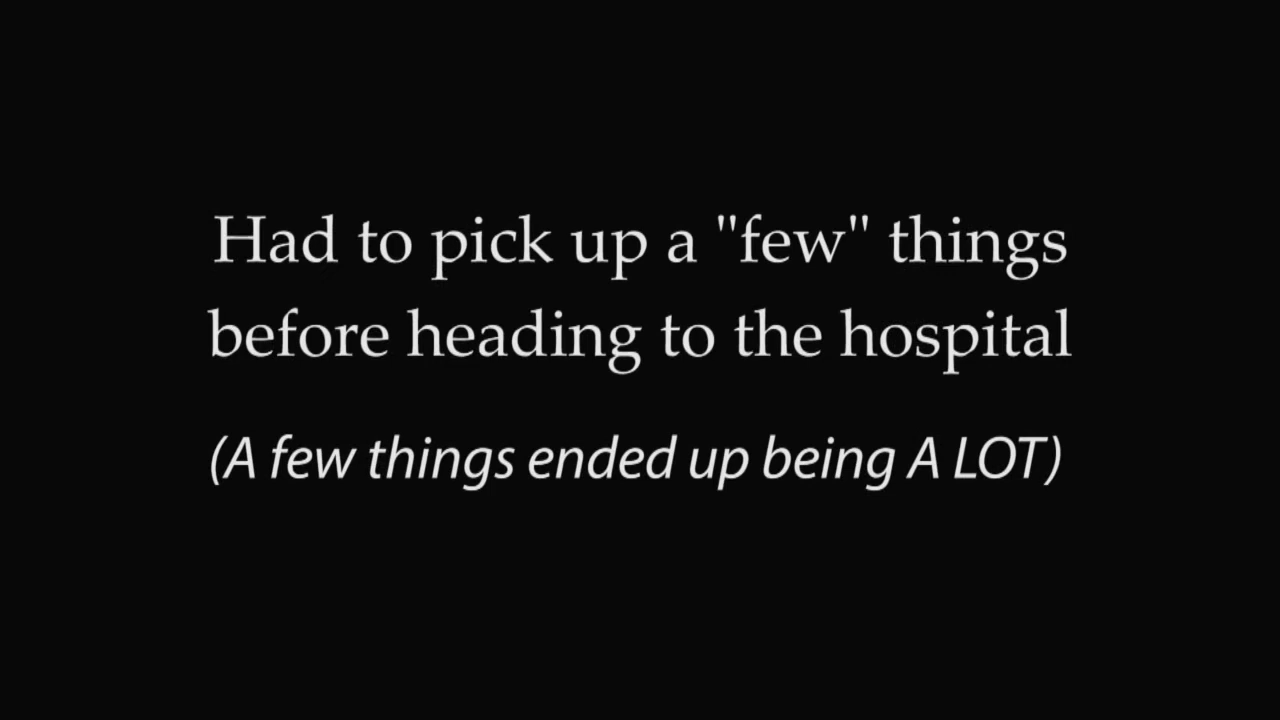 Had to pick up a "few" things
before heading to the hospital
(A few things ended up being A LOT)